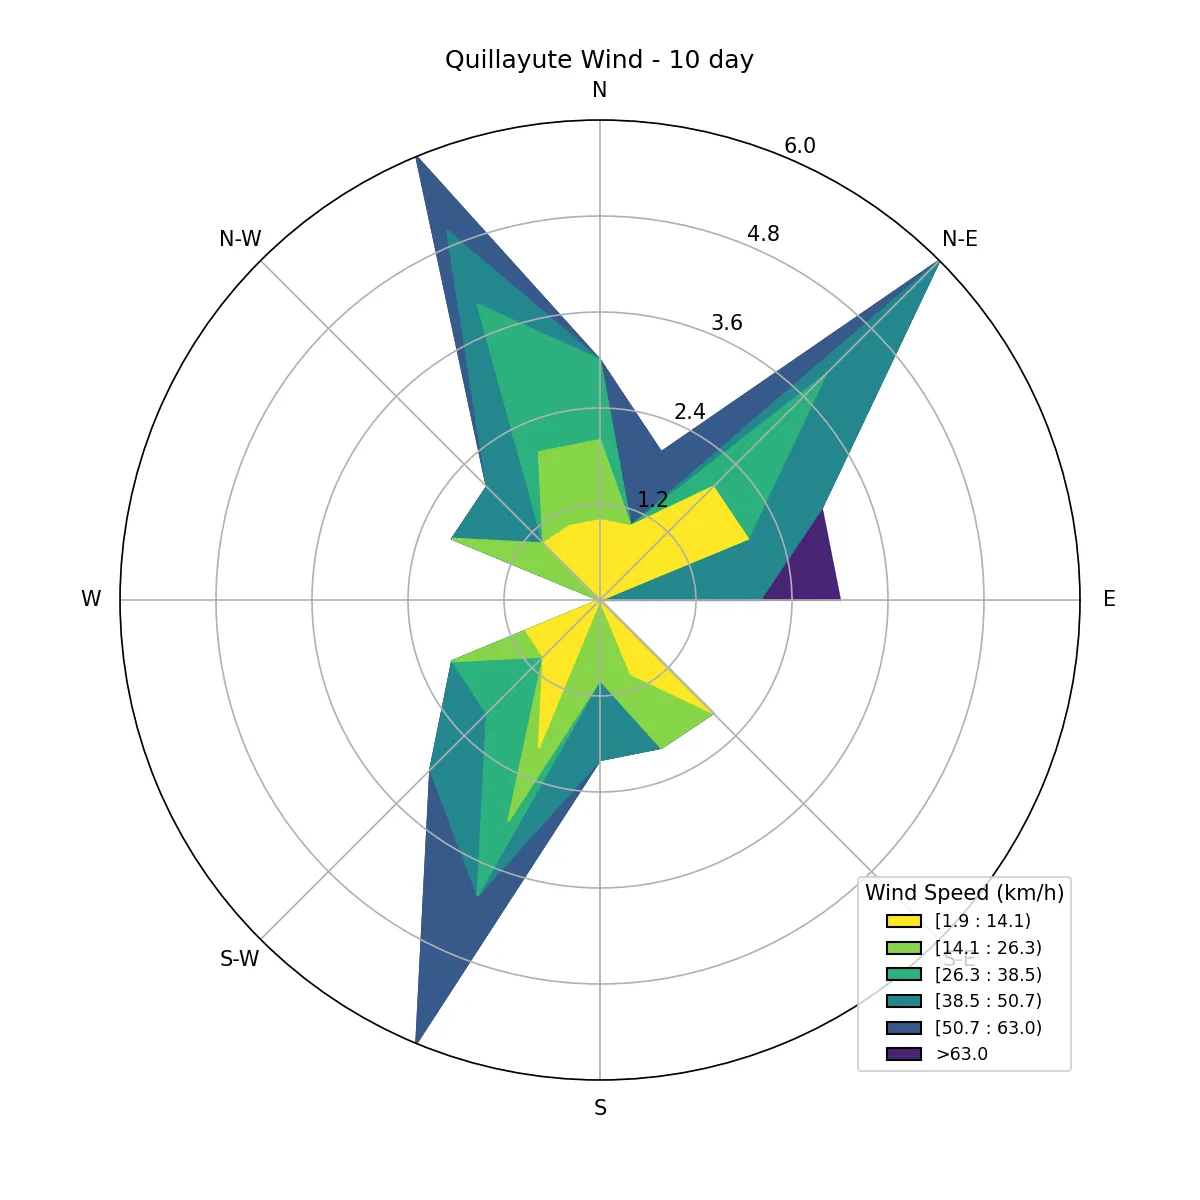 Quillayute Wind - 10 day
N
6.0
4.8
N-W
N-E
3.6
2.4
1.2
W
E
Wind Speed (km/h)
[1.9 : 14.1)
[14.1 : 26.3)
S-W
S-E
[26.3 : 38.5)
[38.5 : 50.7)
[50.7 : 63.0)
>63.0
S